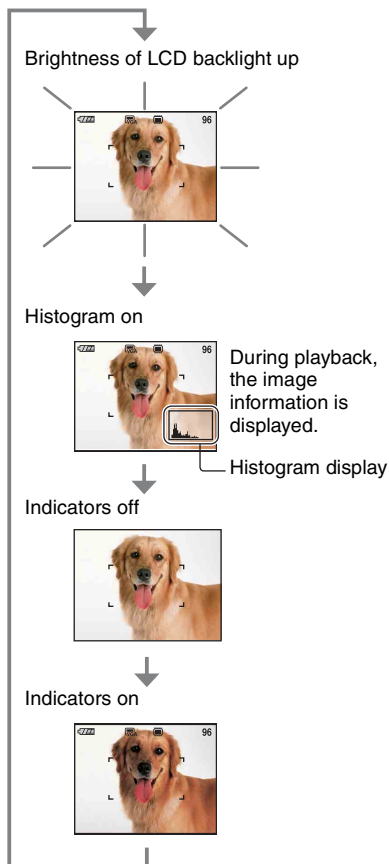 Brightness of LCD backlight up
96
Histogram on
96
During playback,
the image
information is
displayed.
Histogram display
Indicators off
Indicators on
96